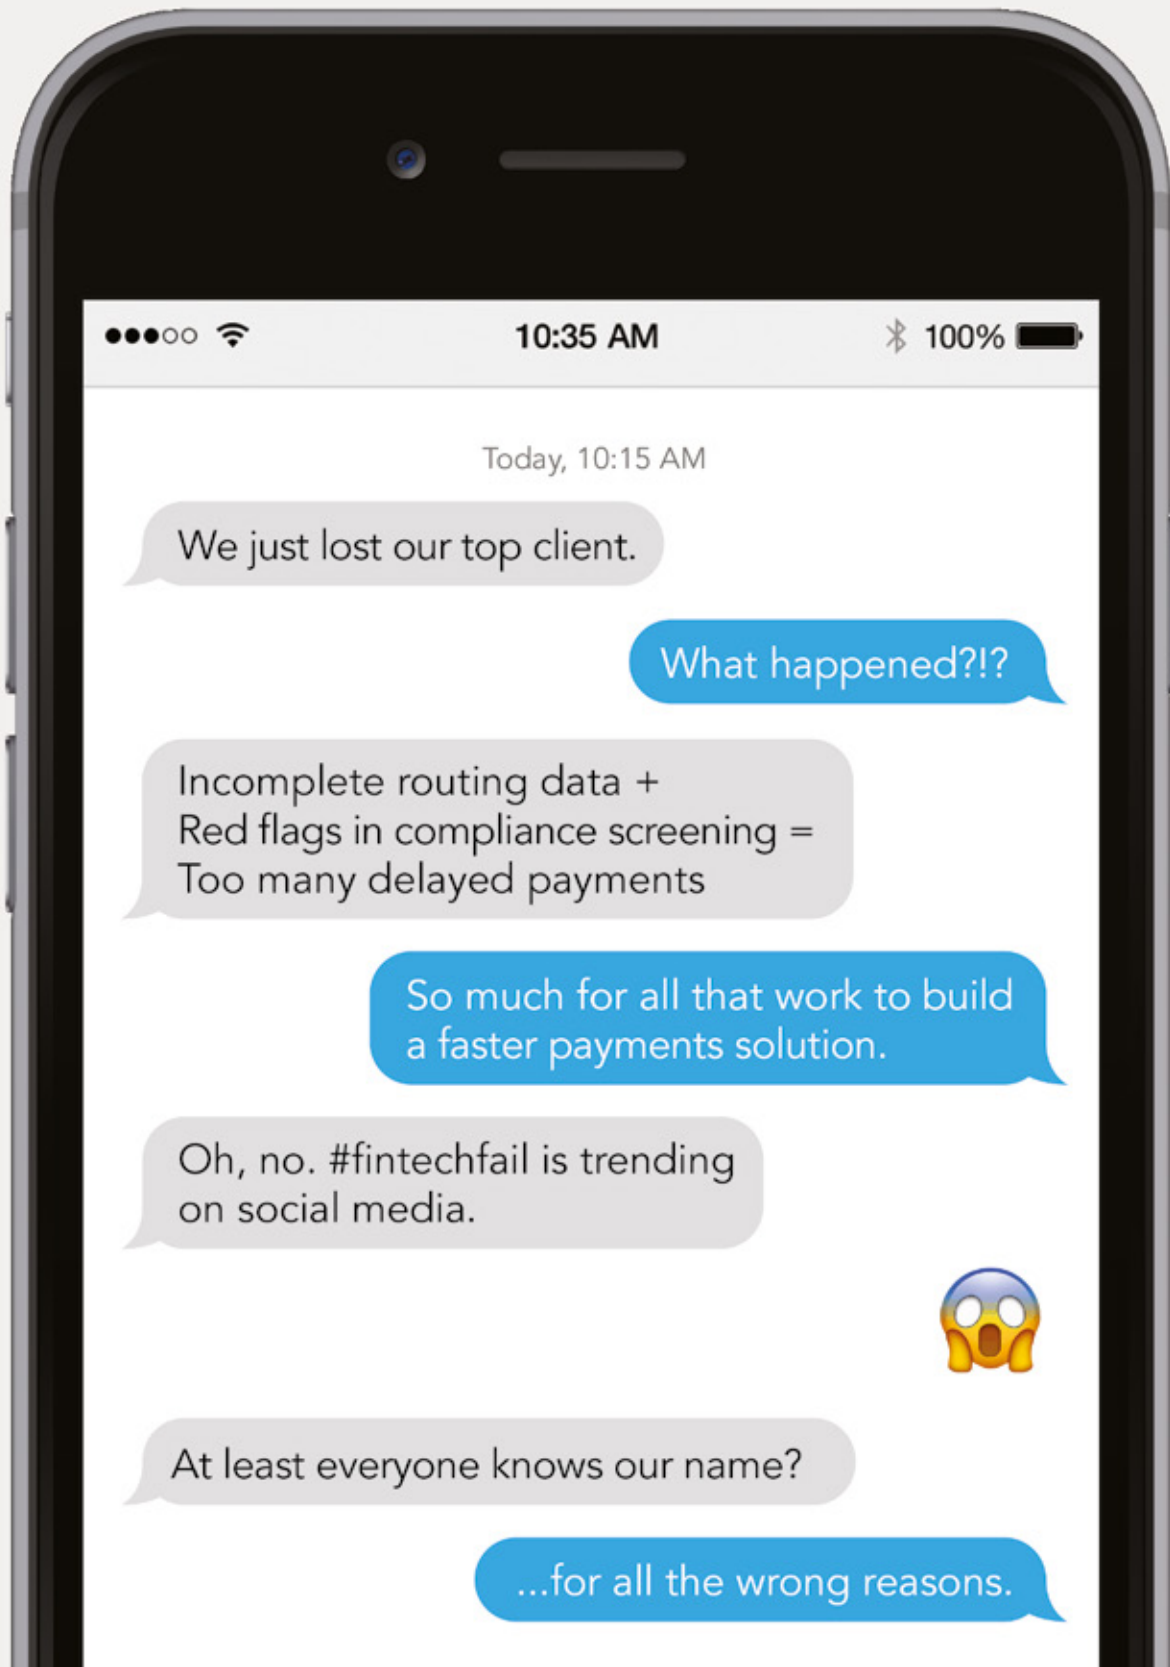 10:35 AM
100%
Today, 10:15 AM
We just lost our top client.
What happened?!?
Incomplete routing data +
Red flags in compliance screening =
Too many delayed payments
So much for all that work to build
a faster payments solution.
Oh, no. #fintechfail is trending
on social media.
😱
At least everyone knows our name?
...for all the wrong reasons.